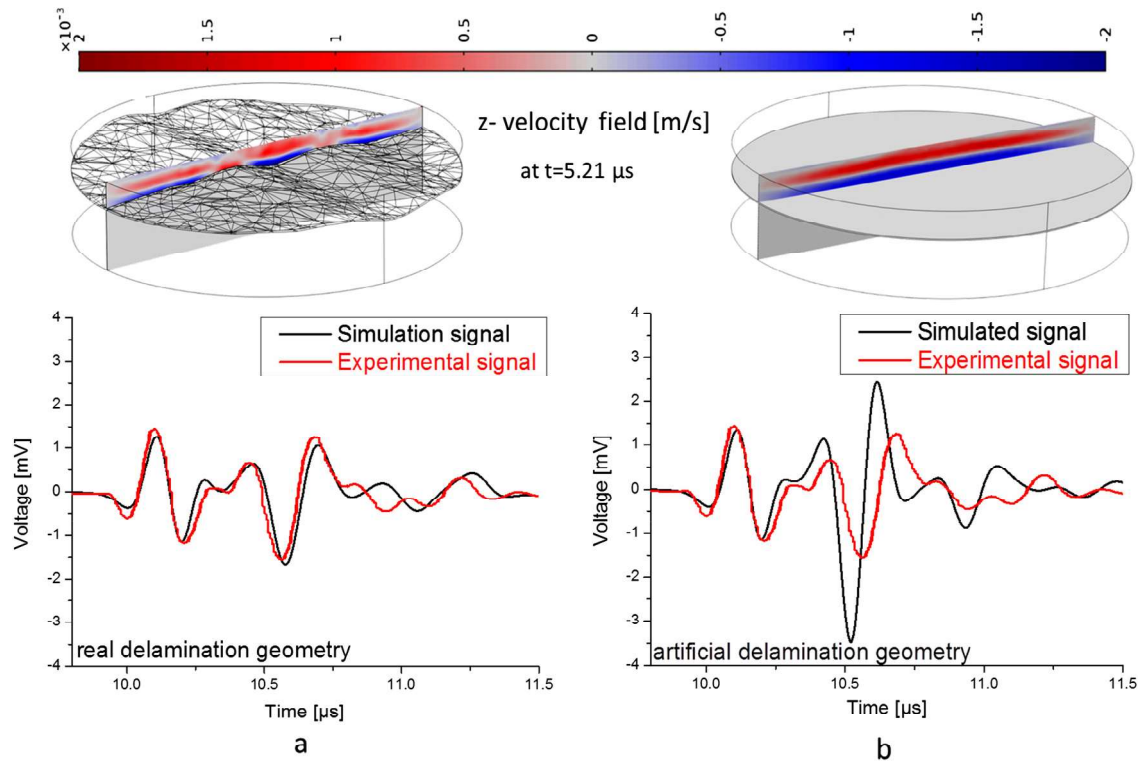 ×10⁻³
2 1.5 1 0.5 0 -0.5 -1 -1.5 -2
z- velocity field [m/s]
at t=5.21 µs
4
3
2
1
0
-1
-2
-3
-4
Voltage [mV]
Simulation signal
Experimental signal
real delamination geometry
10.0 10.5 11.0 11.5
Time [µs]
a
4
3
2
1
0
-1
-2
-3
-4
Voltage [mV]
Simulated signal
Experimental signal
artificial delamination geometry
10.0 10.5 11.0 11.5
Time [µs]
b